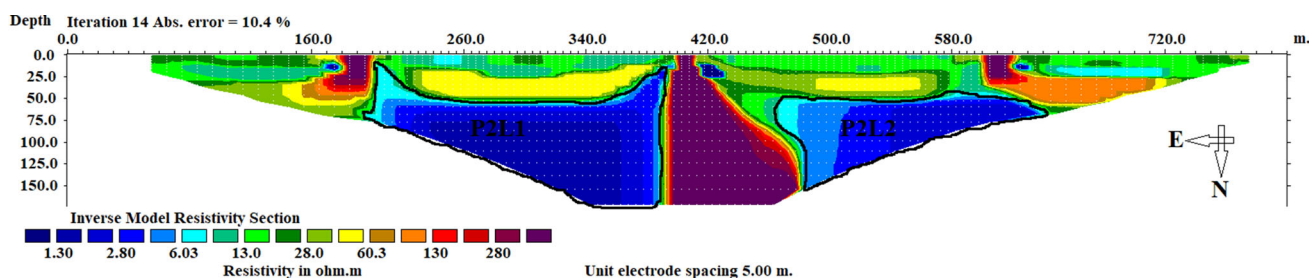 Depth Iteration 14 Abs. error = 10.4 %
0.0 160.0 260.0 340.0 420.0 500.0 580.0 720.0 m.
0.0
25.0
50.0
75.0
100.0
125.0
150.0
P2L1 P2L2
E
N
Inverse Model Resistivity Section
1.30 2.80 6.03 13.0 28.0 60.3 130 280
Resistivity in ohm.m Unit electrode spacing 5.00 m.